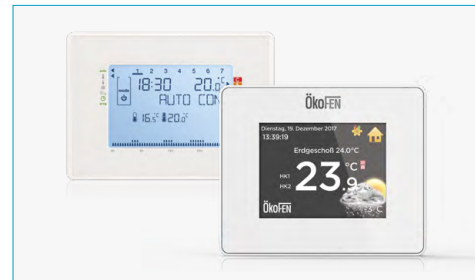 1 2 3 4 5 6 7
18:30 20.0°
AUTO CON
16.5° 20.0°
ÖkoFEN
Dienstag, 19. Dezember 2017
13:39:19
Erdgeschoß 24.0°C
HK1
HK2
23.9 °C
ÖkoFEN